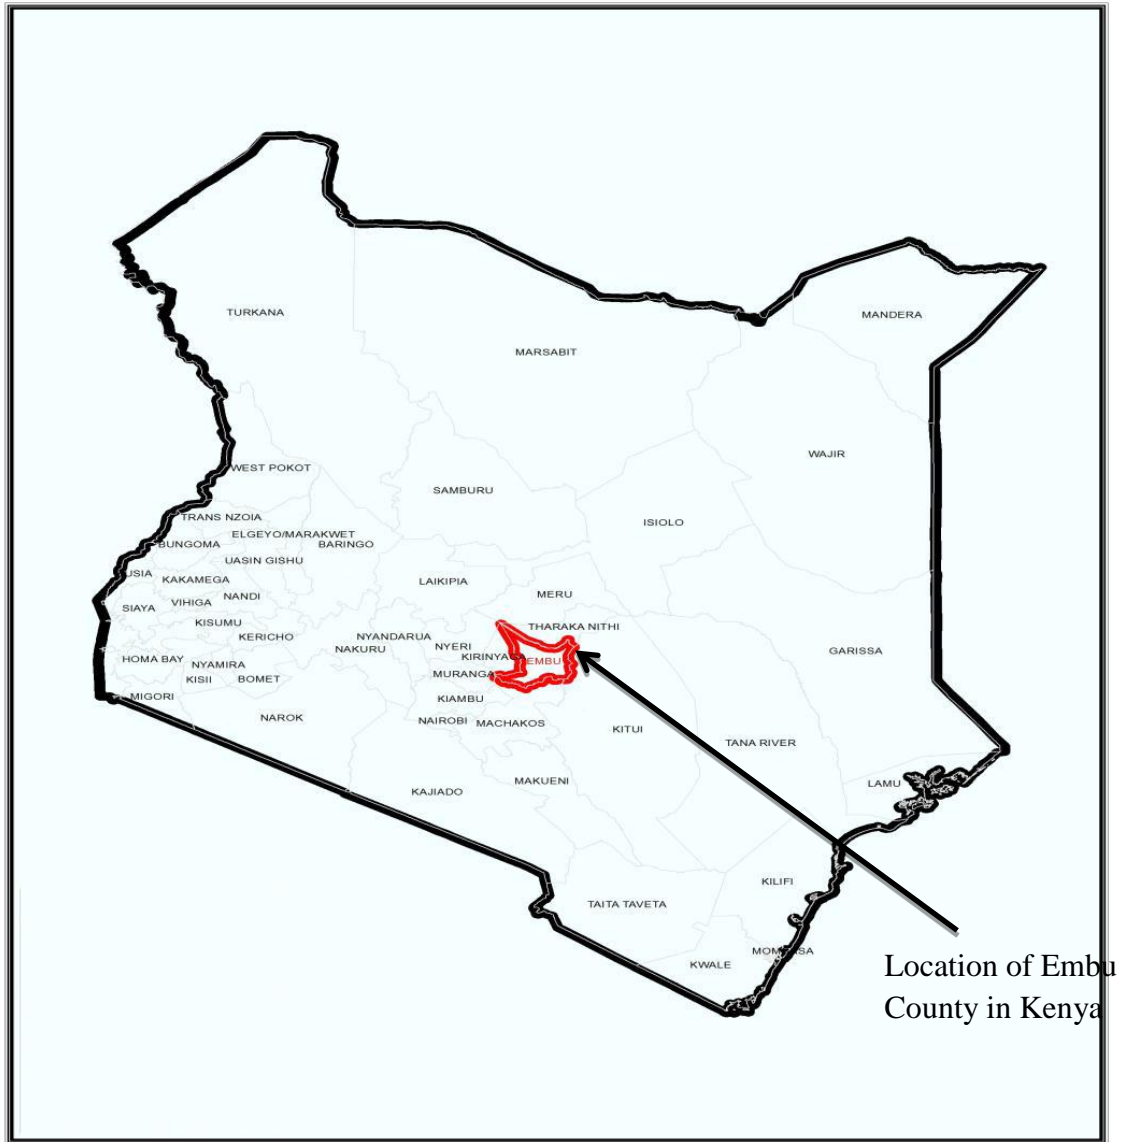 TURKANA
MANDERA
MARSABIT
WAJIR
WEST POKOT
SAMBURU
TRANS NZOIA
ISIOLO
ELGEYO/MARAKWET
BUNGOMA
BARINGO
UASIN GISHU
USIA
KAKAMEGA
LAIKIPIA
MERU
NANDI
VIHIGA
SIAYA
KISUMU
THARAKA NITHI
KERICHO
NYANDARUA
NYERI
NAKURU
GARISSA
KIRINYAGA
EMBU
HOMA BAY
NYAMIRA
MURANGA
KISII
BOMET
MIGORI
KIAMBU
NAROK
NAIROBI
MACHAKOS
KITUI
TANA RIVER
MAKUENI
LAMU
KAJIADO
KILIFI
TAITA TAVETA
MOMBASA
KWALE
Location of Embu
County in Kenya